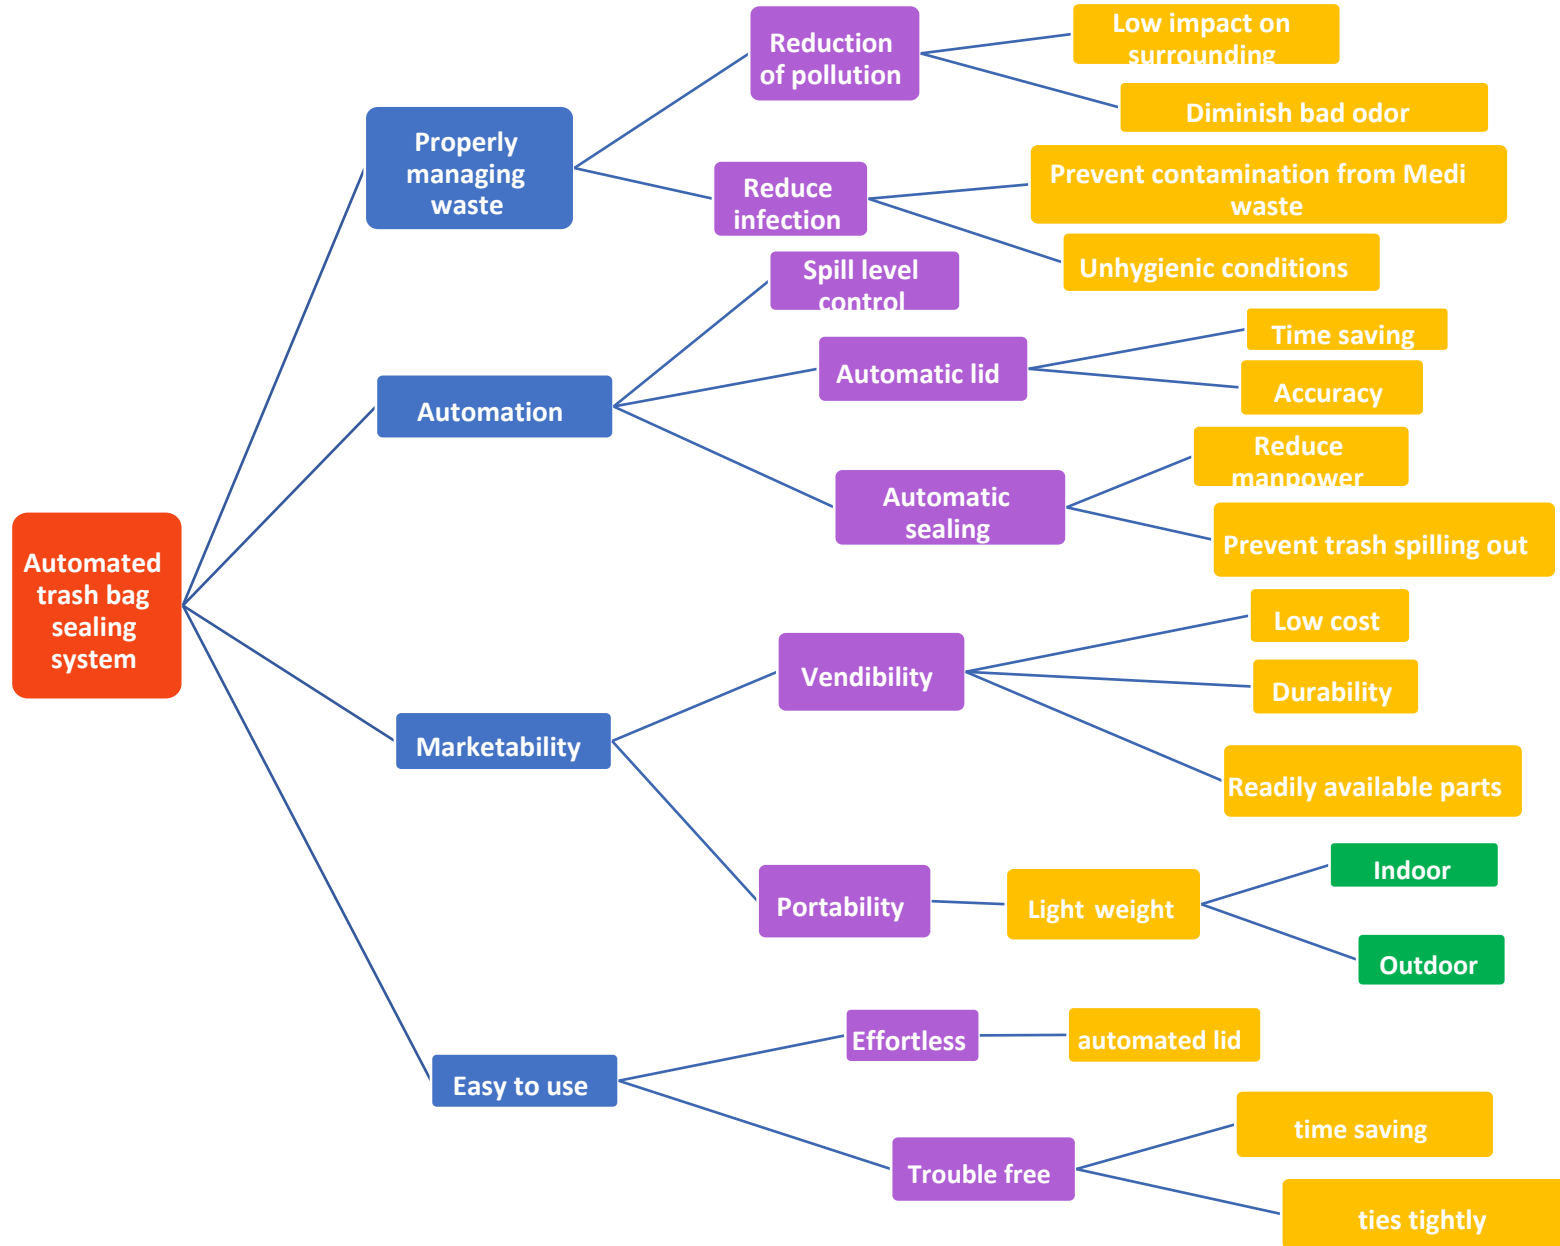 Automated
trash bag
sealing
system
Properly
managing
waste
Reduction
of pollution
Low impact on
surrounding
Diminish bad odor
Reduce
infection
Prevent contamination from Medi
waste
Unhygienic conditions
Automation
Spill level
control
Automatic lid
Time saving
Accuracy
Automatic
sealing
Reduce
manpower
Prevent trash spilling out
Marketability
Vendibility
Low cost
Durability
Readily available parts
Portability
Light weight
Indoor
Outdoor
Easy to use
Effortless
automated lid
Trouble free
time saving
ties tightly